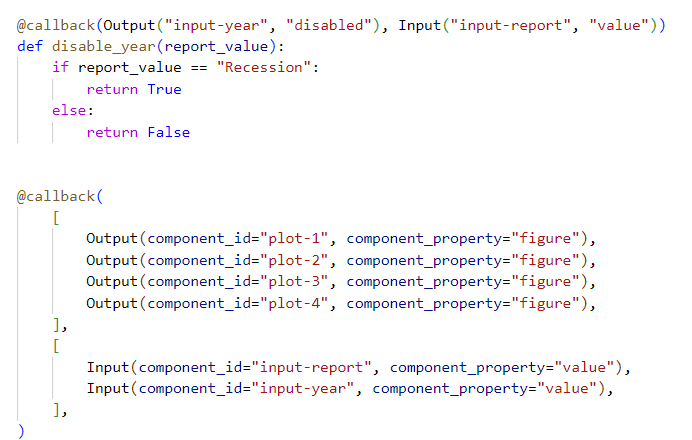 @callback(Output("input-year", "disabled"), Input("input-report", "value"))
def disable_year(report_value):
    if report_value == "Recession":
        return True
    else:
        return False
@callback(
    [
        Output(component_id="plot-1", component_property="figure"),
        Output(component_id="plot-2", component_property="figure"),
        Output(component_id="plot-3", component_property="figure"),
        Output(component_id="plot-4", component_property="figure"),
    ],
    [
        Input(component_id="input-report", component_property="value"),
        Input(component_id="input-year", component_property="value"),
    ],
)